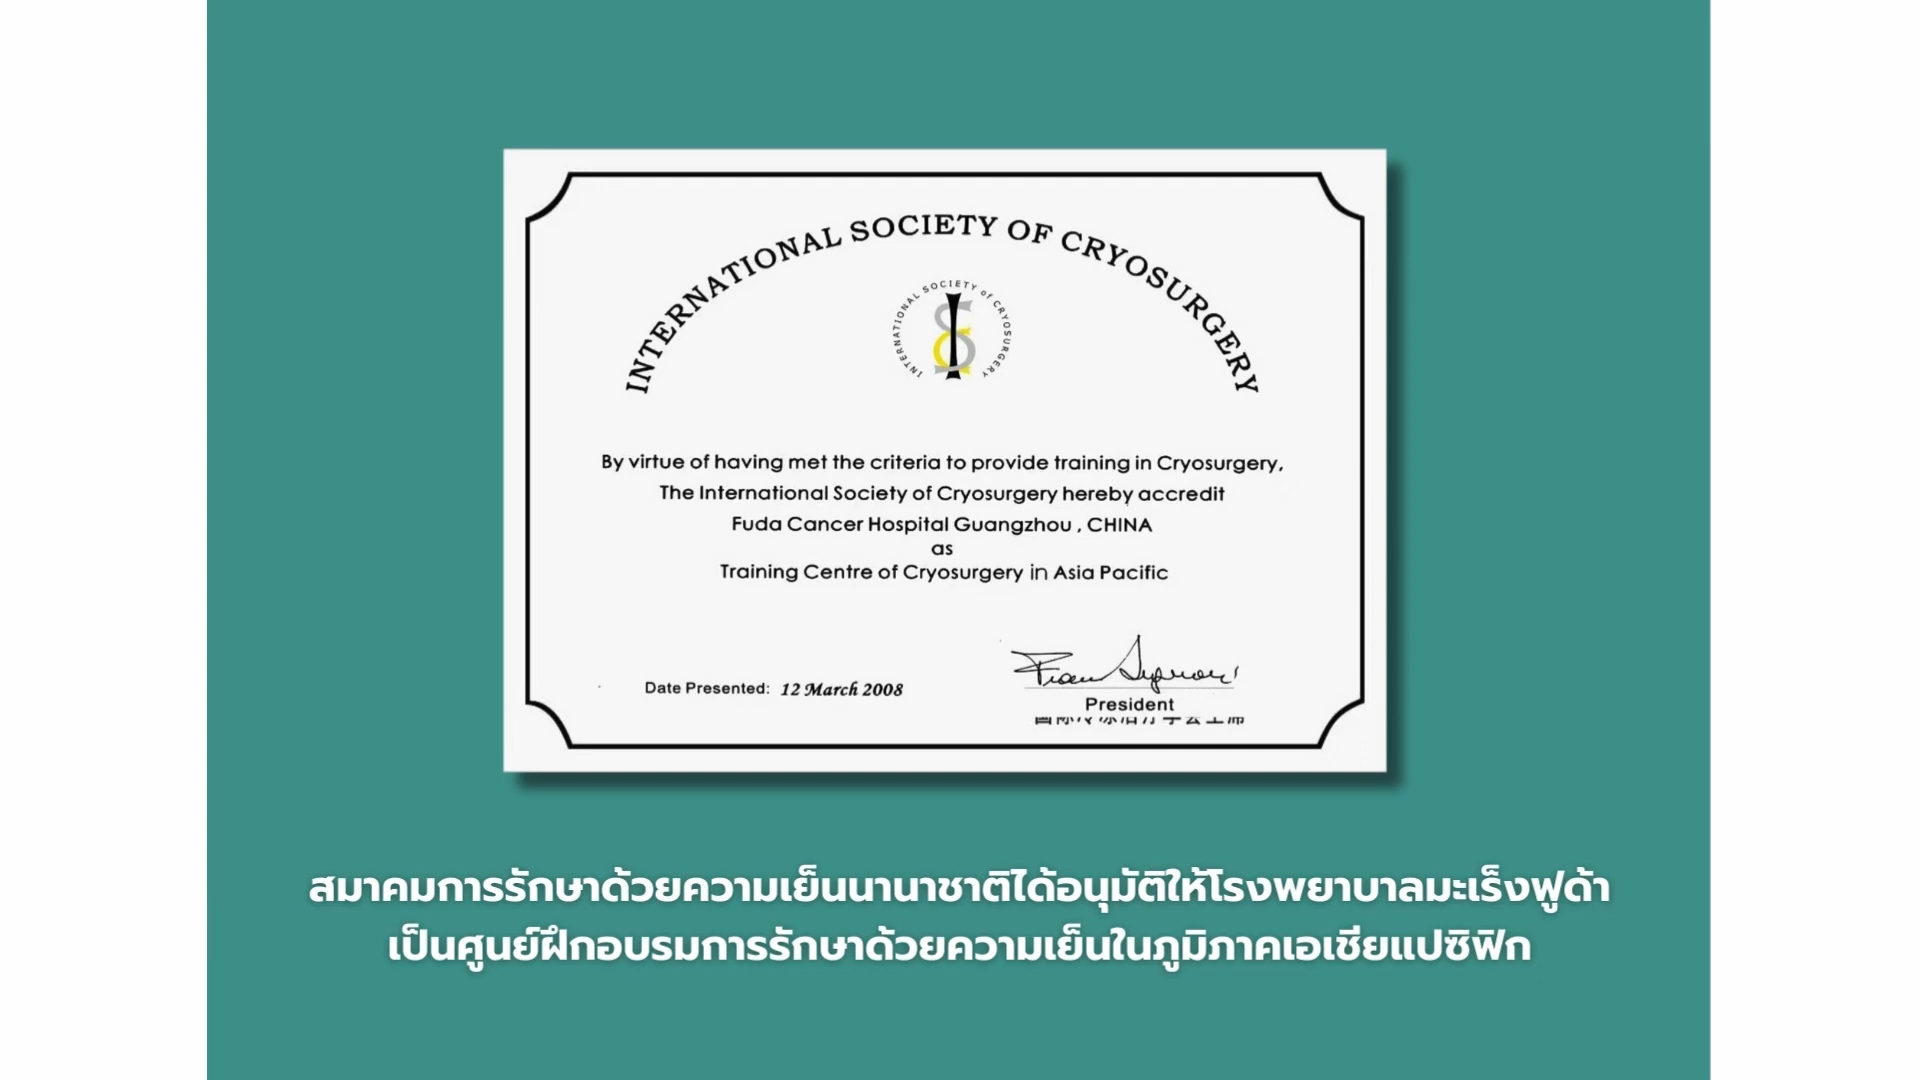 INTERNATIONAL SOCIETY OF CRYOSURGERY
INTERNATIONAL SOCIETY of CRYOSURGERY
By virtue of having met the criteria to provide training in Cryosurgery,
The International Society of Cryosurgery hereby accredit
Fuda Cancer Hospital Guangzhou , CHINA
as
Training Centre of Cryosurgery in Asia Pacific
Date Presented: 12 March 2008
President
สมาคมการรักษาด้วยความเย็นนานาชาติได้อนุมัติให้โรงพยาบาลมะเร็งฟูด้า
เป็นศูนย์ฝึกอบรมการรักษาด้วยความเย็นในภูมิภาคเอเชียแปซิฟิก